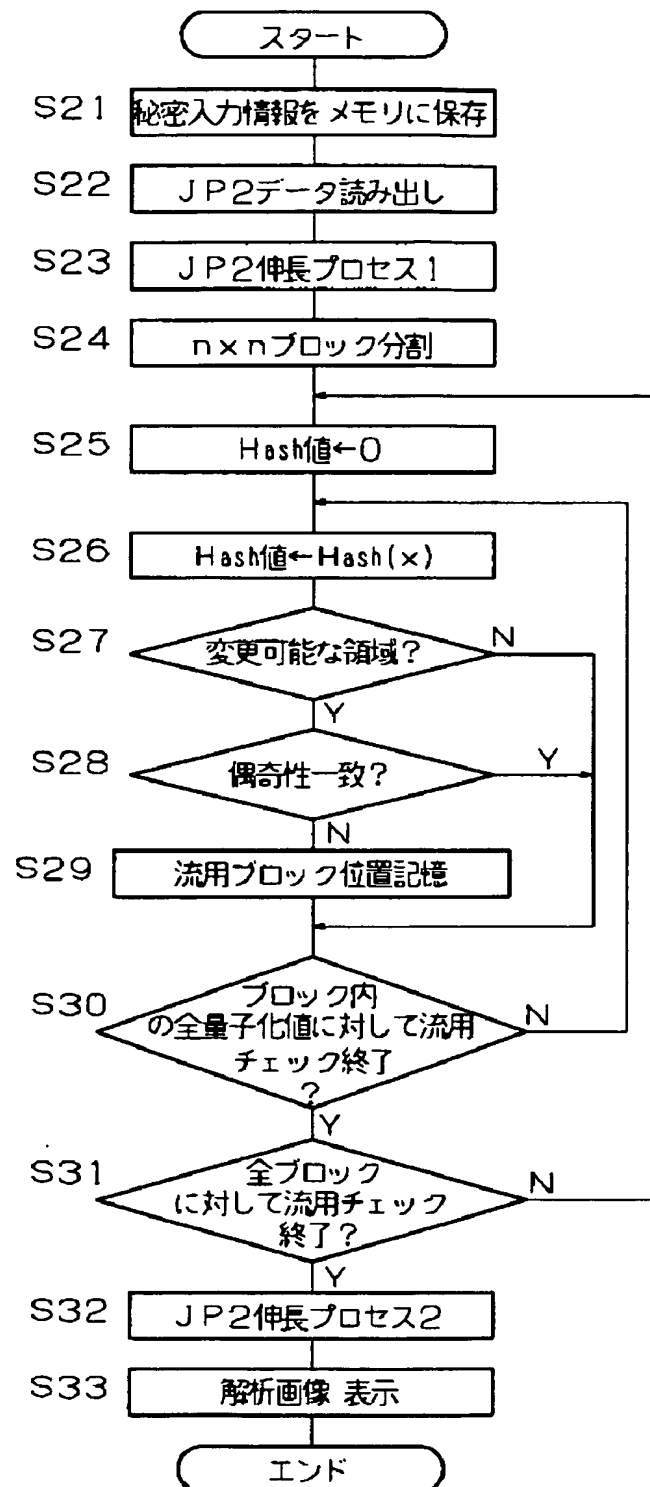 スタート
S21 秘密入力情報をメモリに保存
S22 JP2データ読み出し
S23 JP2伸長プロセス1
S24 n×nブロック分割
S25 Hash値←0
S26 Hash値←Hash(x)
S27 変更可能な領域? N
Y
S28 偶奇性一致? Y
N
S29 流用ブロック位置記憶
S30 ブロック内
の全量子化値に対して流用 N
チェック終了
?
Y
S31 全ブロック
に対して流用チェック N
終了?
Y
S32 JP2伸長プロセス2
S33 解析画像 表示
エンド